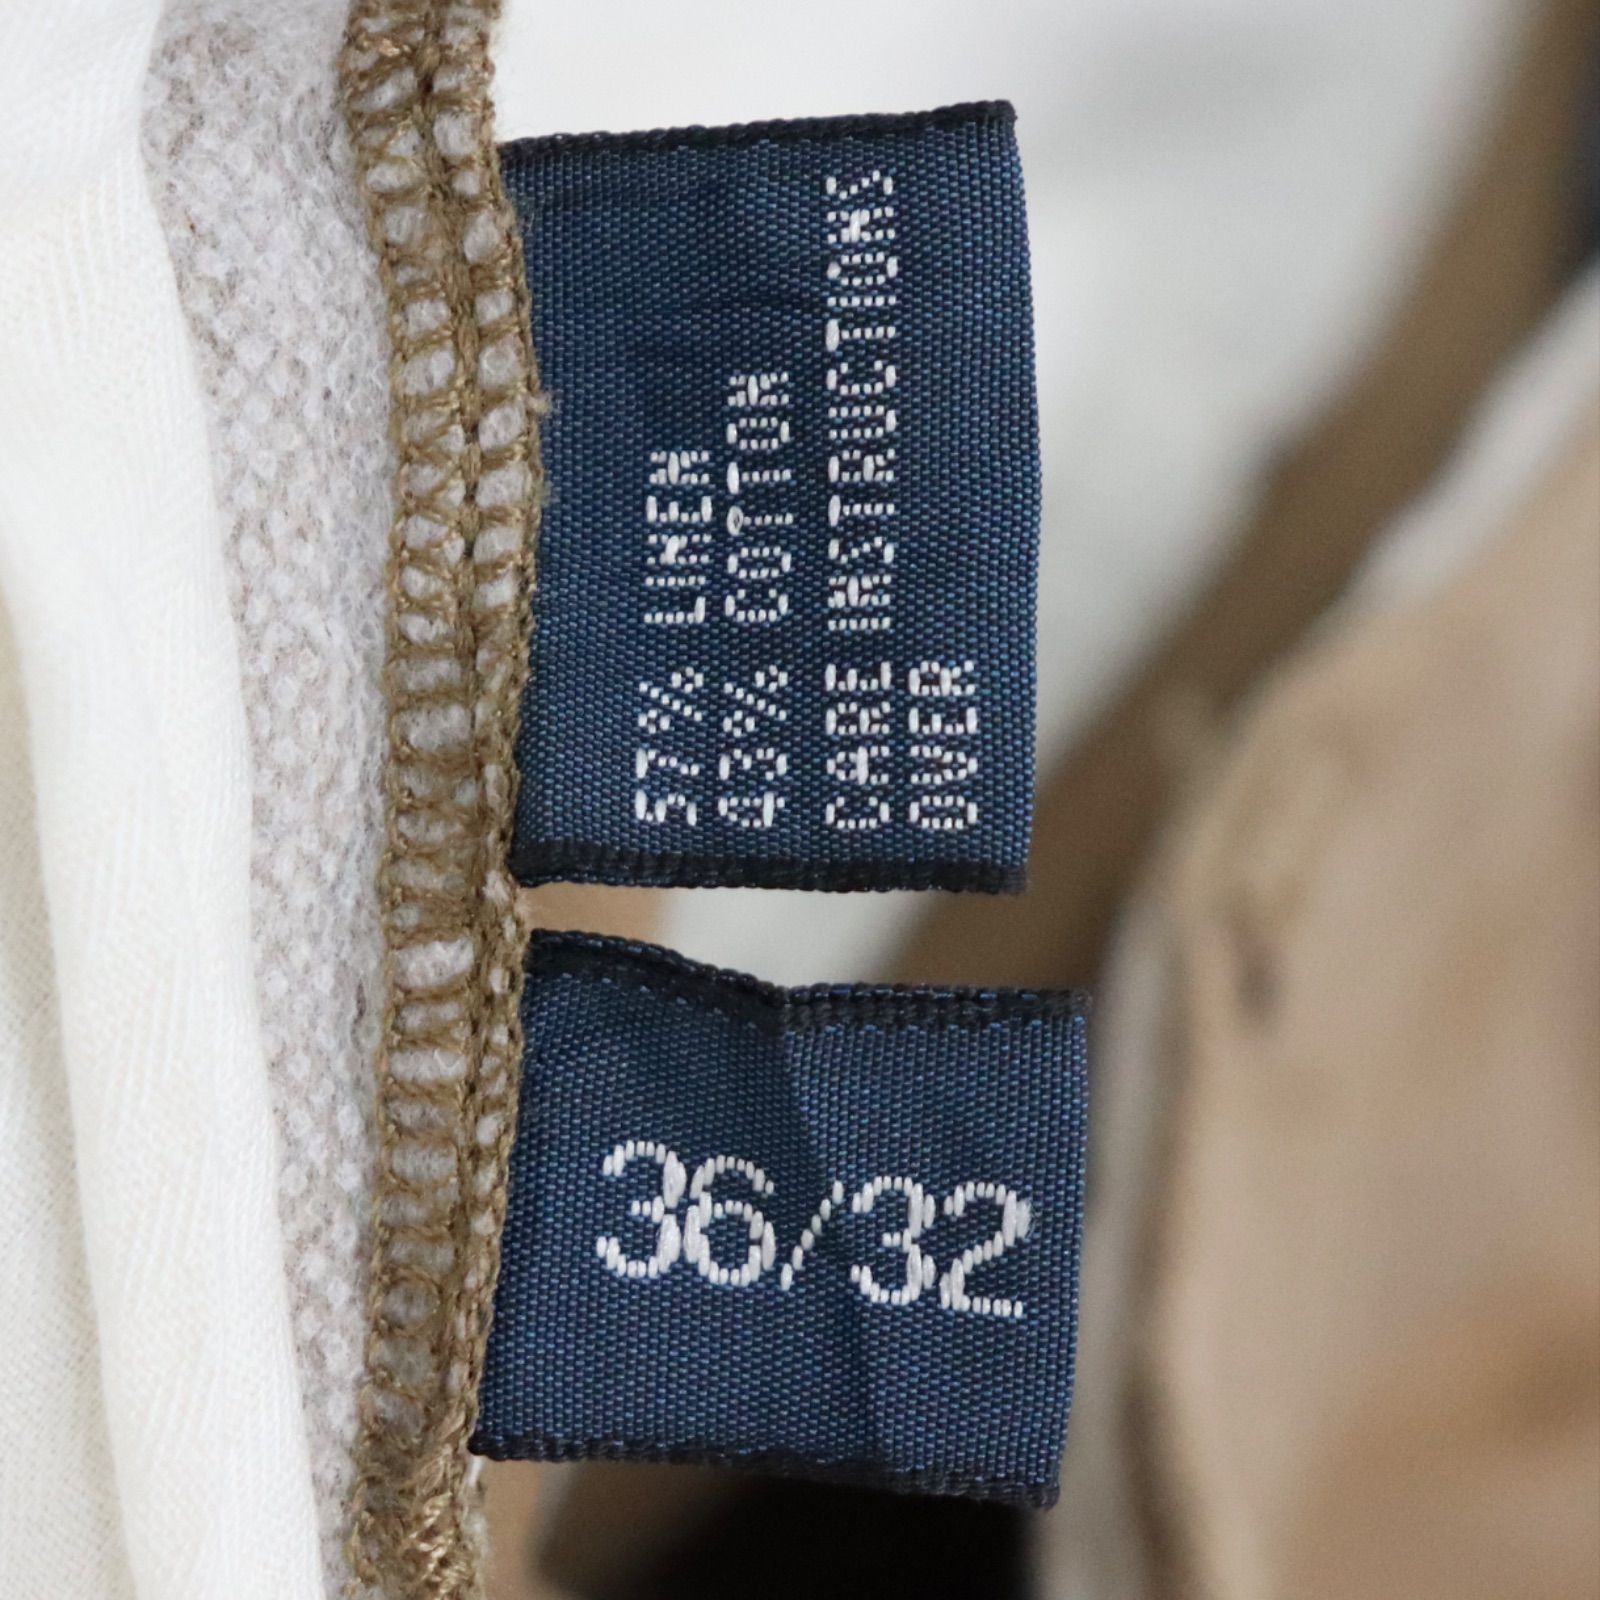 57% LINEN
43% COTTON
CARE INSTRUCTIONS
OVER
36/32